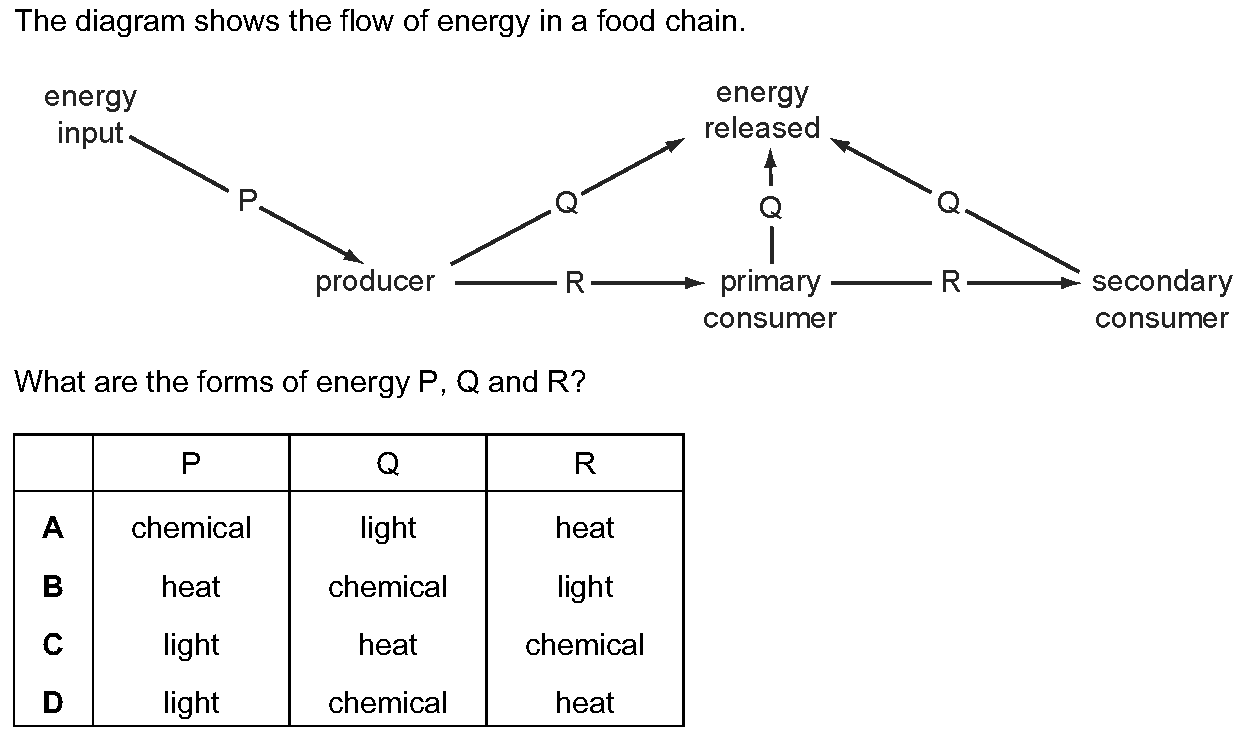 The diagram shows the flow of energy in a food chain.
energy
input
energy
released
P
Q
Q
Q
producer
R
primary
consumer
R
secondary
consumer
What are the forms of energy P, Q and R?
P Q R
A chemical light heat
B heat chemical light
C light heat chemical
D light chemical heat